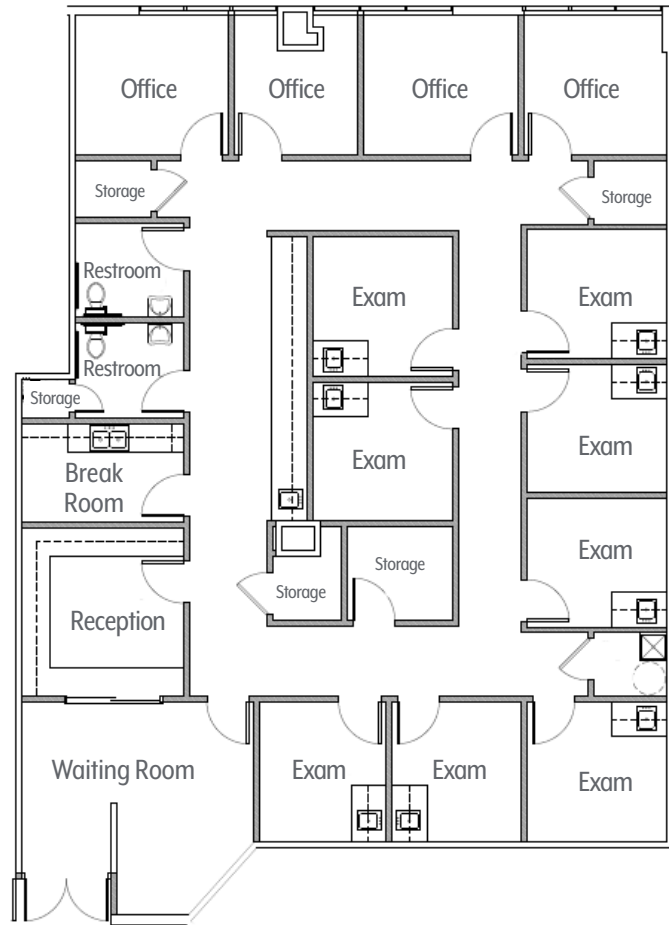 Office
Office
Office
Office
Storage
Storage
Restroom
Exam
Exam
Restroom
Storage
Exam
Exam
Break
Room
Exam
Storage
Storage
Reception
Waiting Room
Exam
Exam
Exam